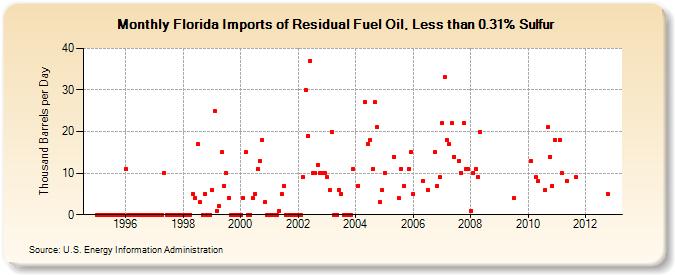 Monthly Florida Imports of Residual Fuel Oil, Less than 0.31% Sulfur
Thousand Barrels per Day
40
30
20
10
0
1996 1998 2000 2002 2004 2006 2008 2010 2012
Source: U.S. Energy Information Administration